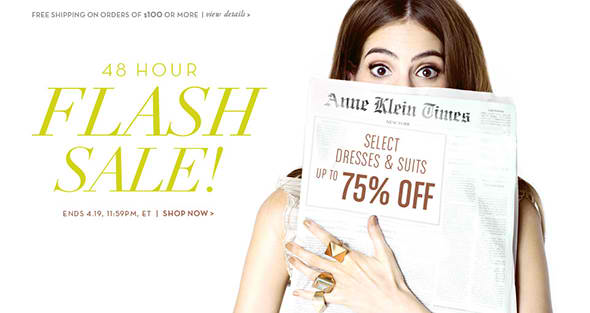 FREE SHIPPING ON ORDERS OF $100 OR MORE | view details >
48 HOUR
FLASH
SALE!
ENDS 4.19, 11:59PM, ET | SHOP NOW >
Anne Klein Times
NEW YORK
SELECT
DRESSES & SUITS
UP TO 75% OFF